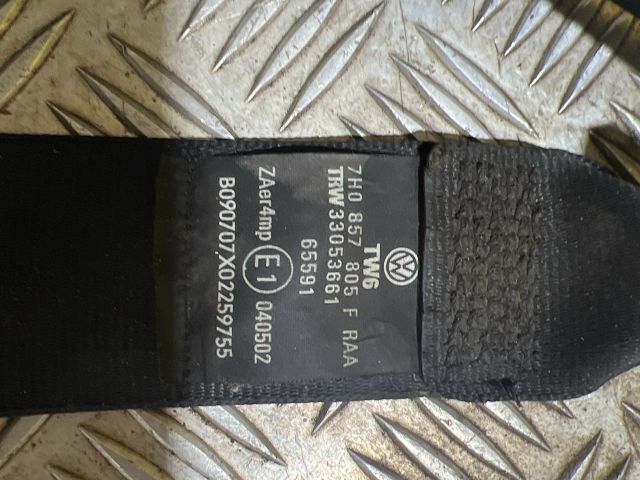 TW6
7H0 857 805 F RAA
TRW 33053661
65591
ZAer4mp E1 040502
B090707X02259755